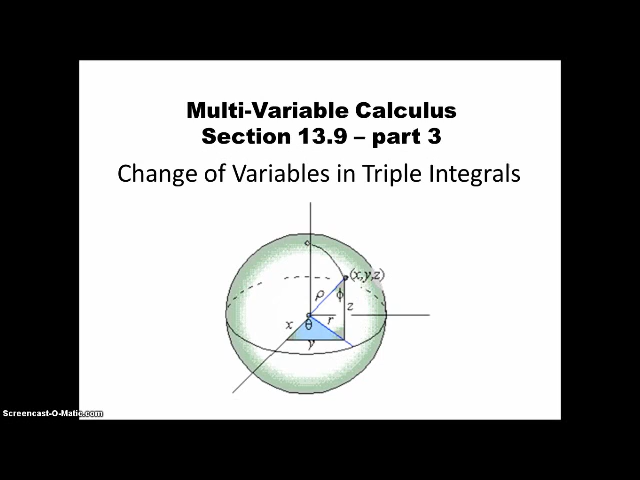 Multi-Variable Calculus
Section 13.9 – part 3
Change of Variables in Triple Integrals
(x,y,z)
ρ ϕ
z
x θ r
y
Screencast-O-Matic.com